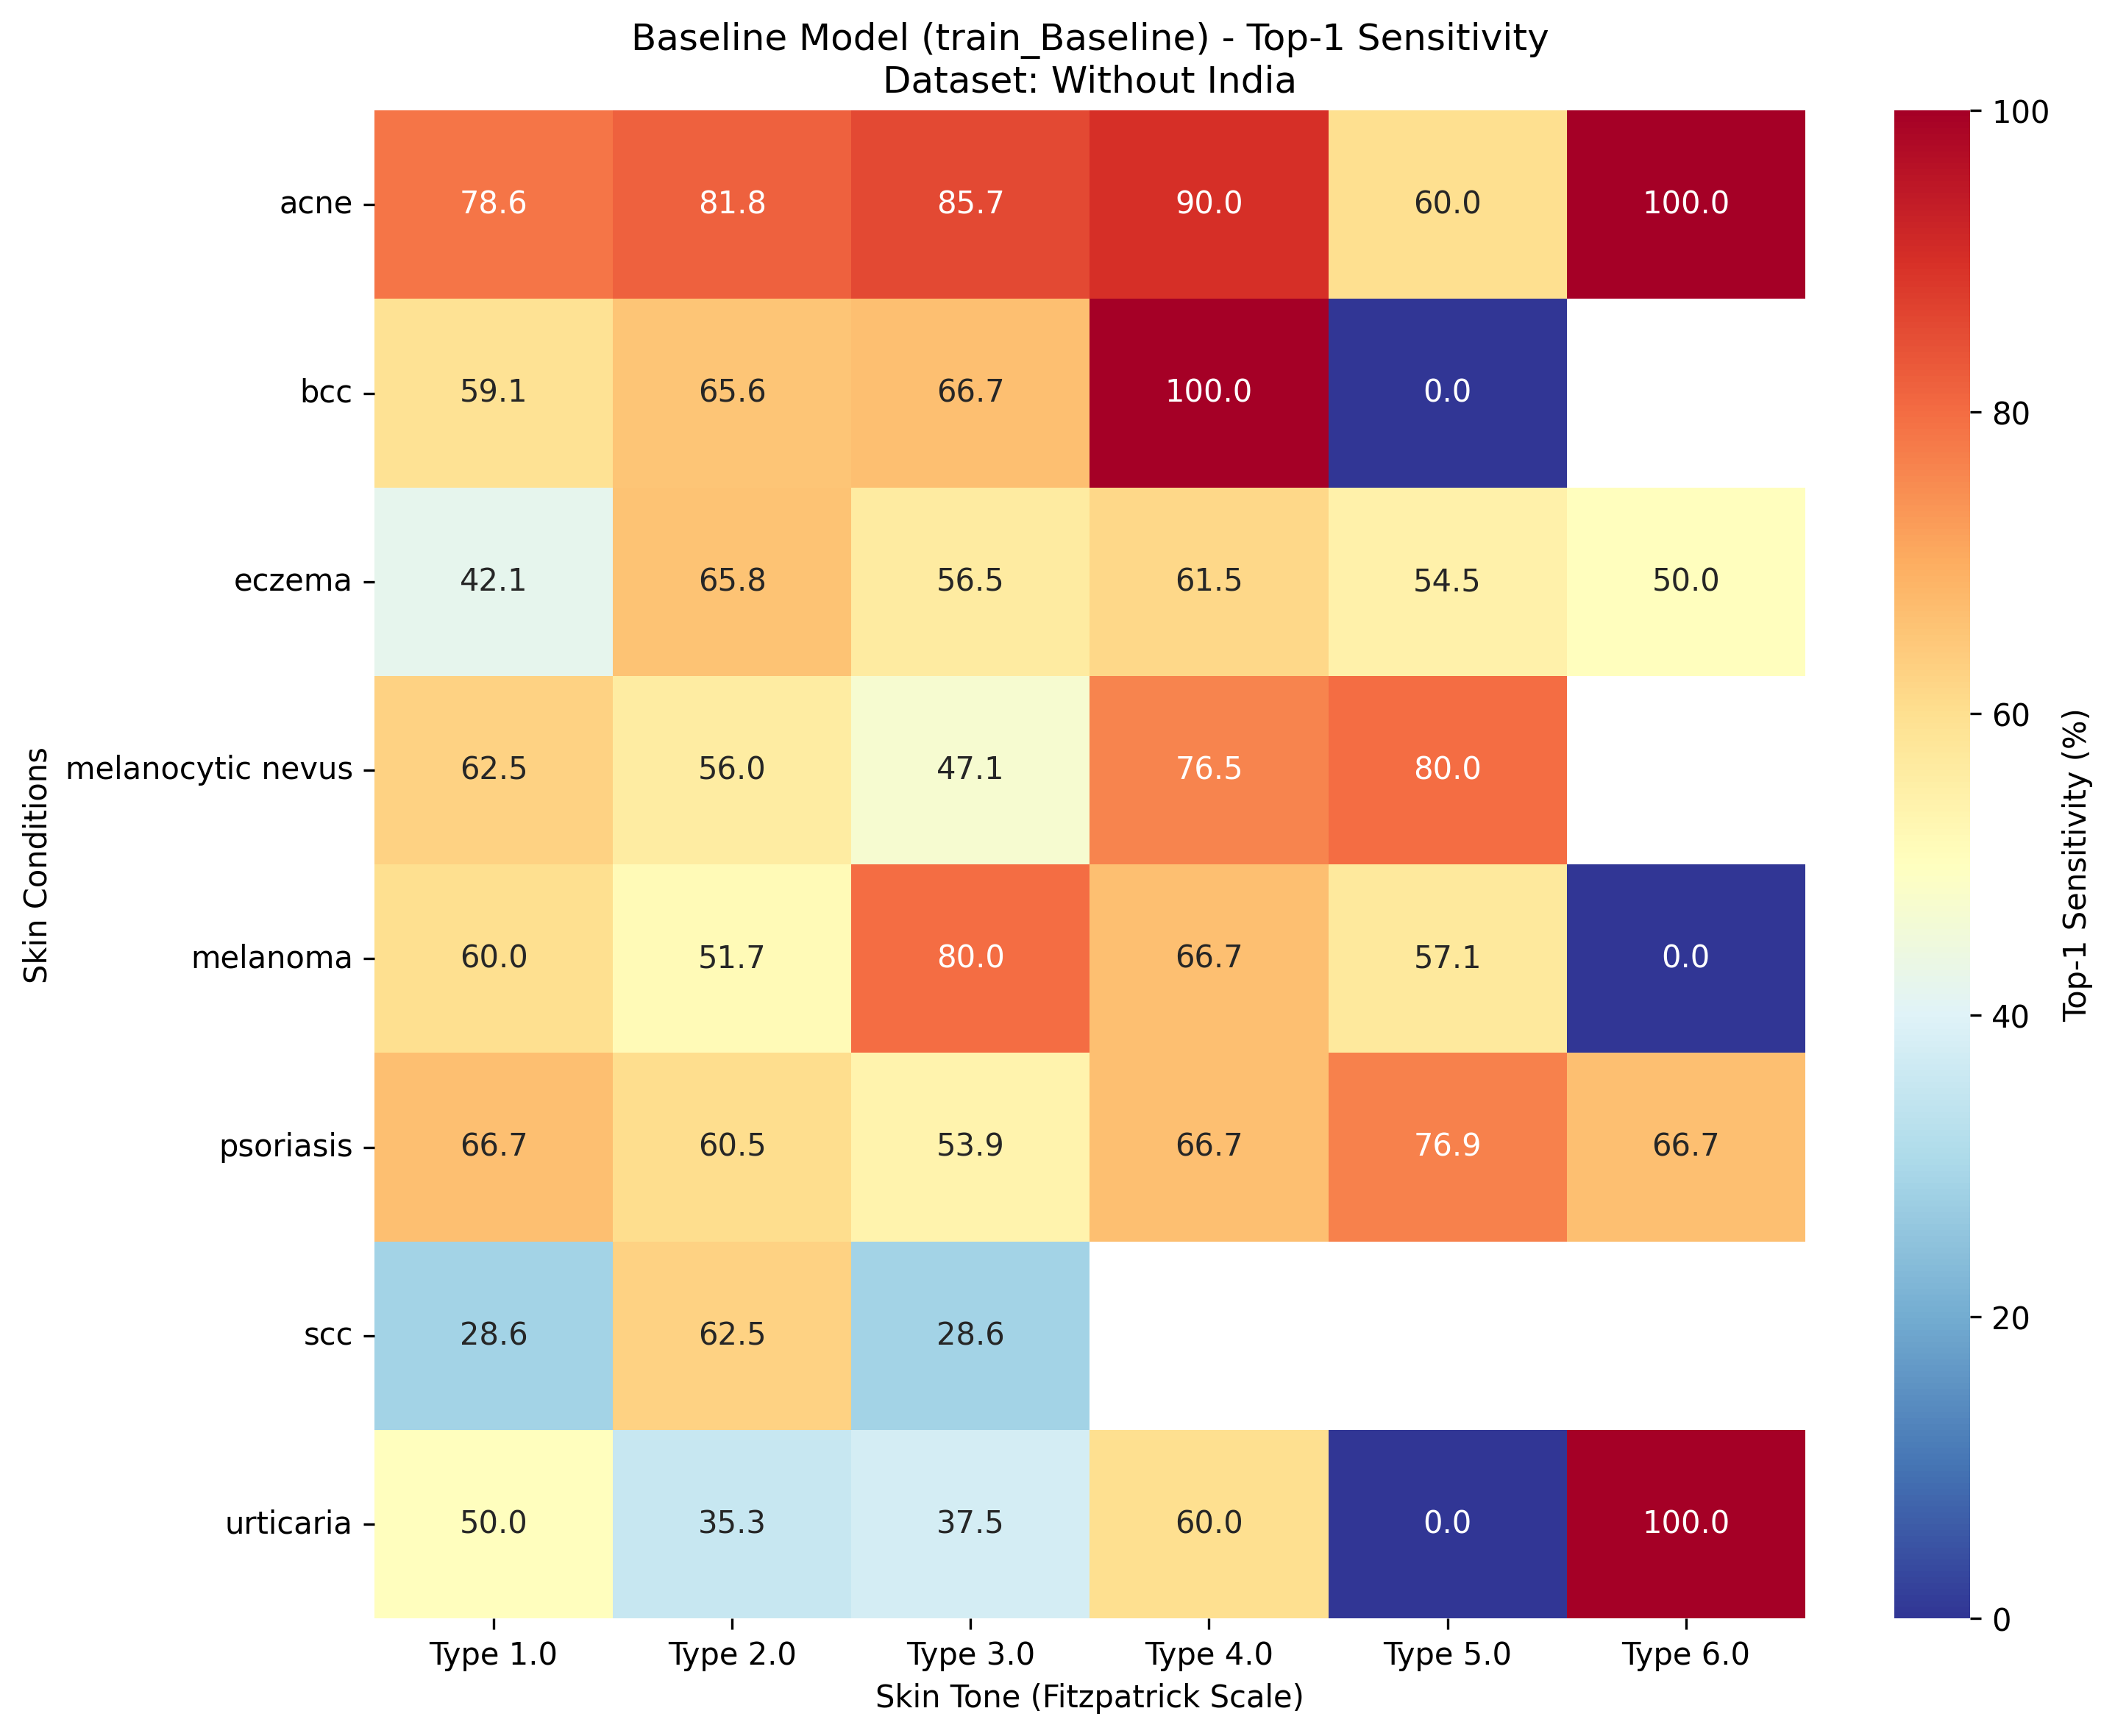 Baseline Model (train_Baseline) - Top-1 Sensitivity
Dataset: Without India
Skin Conditions
acne 78.6 81.8 85.7 90.0 60.0 100.0
bcc 59.1 65.6 66.7 100.0 0.0
eczema 42.1 65.8 56.5 61.5 54.5 50.0
melanocytic nevus 62.5 56.0 47.1 76.5 80.0
melanoma 60.0 51.7 80.0 66.7 57.1 0.0
psoriasis 66.7 60.5 53.9 66.7 76.9 66.7
scc 28.6 62.5 28.6
urticaria 50.0 35.3 37.5 60.0 0.0 100.0
Type 1.0 Type 2.0 Type 3.0 Type 4.0 Type 5.0 Type 6.0
Skin Tone (Fitzpatrick Scale)
100
80
60
40
20
0
Top-1 Sensitivity (%)